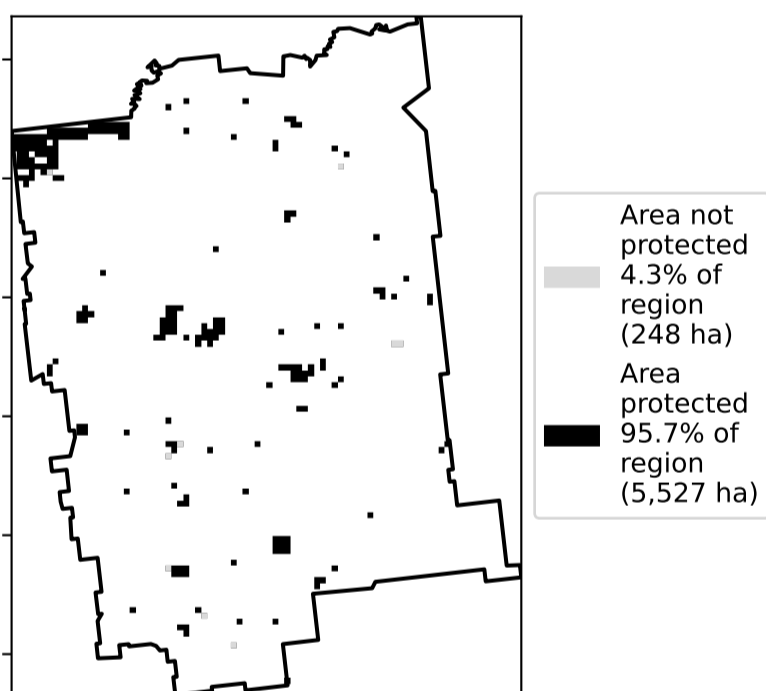 Area not
protected
4.3% of
region
(248 ha)
Area
protected
95.7% of
region
(5,527 ha)